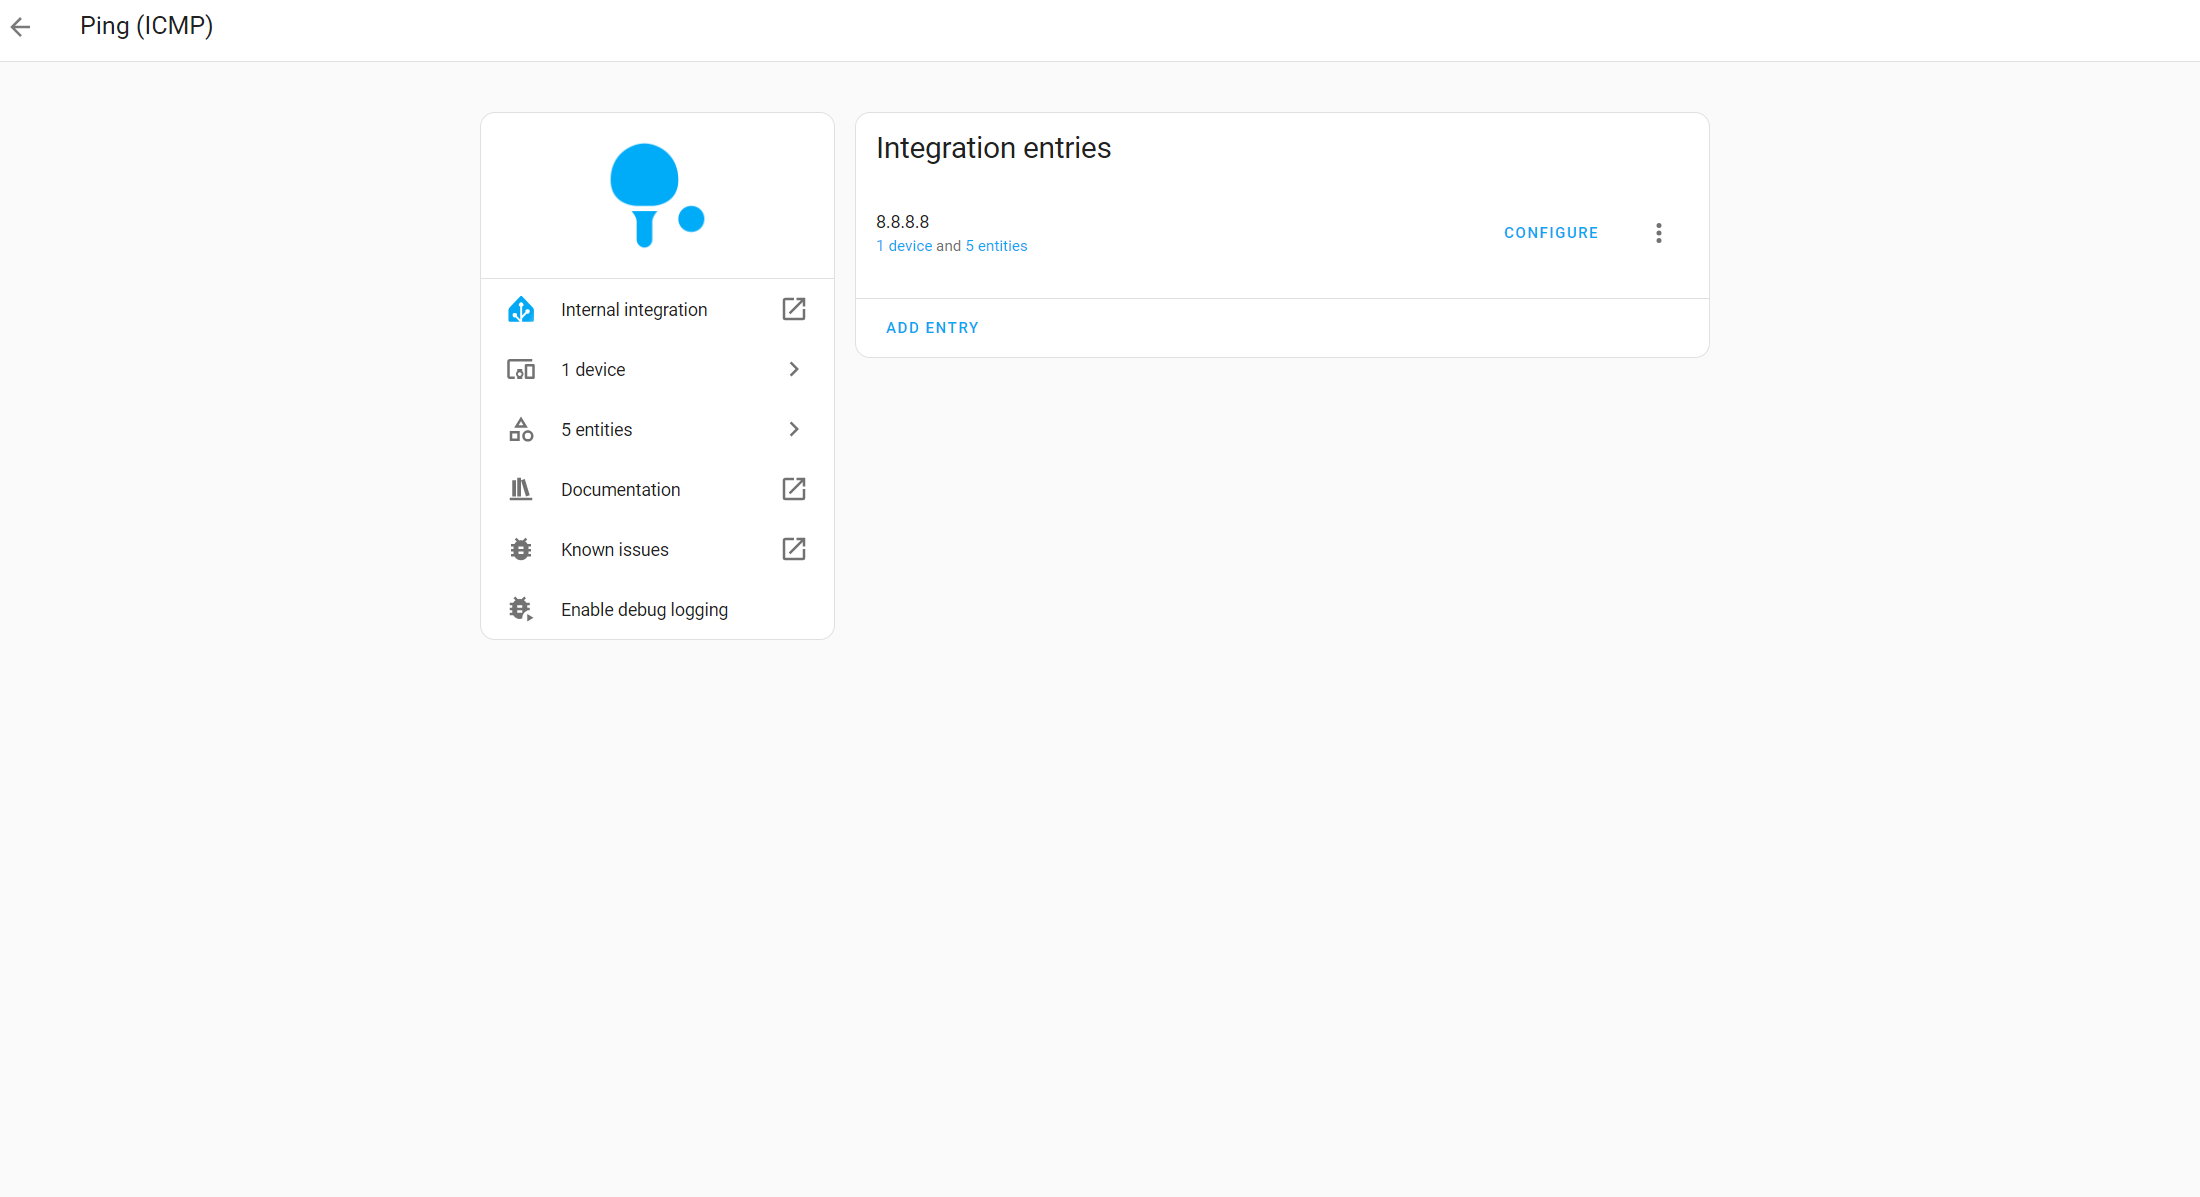 Ping (ICMP)
Internal integration
1 device
5 entities
Documentation
Known issues
Enable debug logging
Integration entries
8.8.8.8
1 device and 5 entities
CONFIGURE
ADD ENTRY